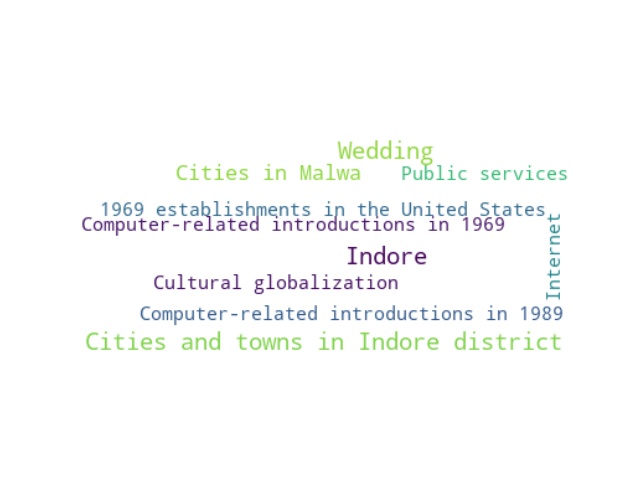 Wedding
Cities in Malwa
Public services
1969 establishments in the United States
Computer-related introductions in 1969
Internet
Indore
Cultural globalization
Computer-related introductions in 1989
Cities and towns in Indore district